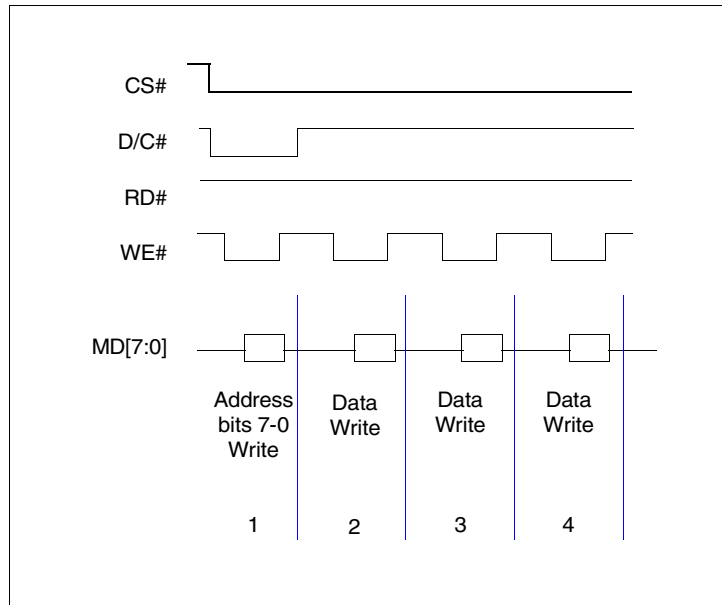 CS#
D/C#
RD#
WE#
MD[7:0]
Address
bits 7-0
Write
Data
Write
Data
Write
Data
Write
1
2
3
4